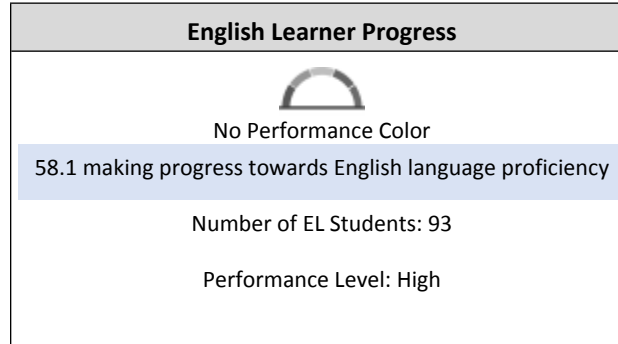 English Learner Progress
No Performance Color
58.1 making progress towards English language proficiency
Number of EL Students: 93
Performance Level: High